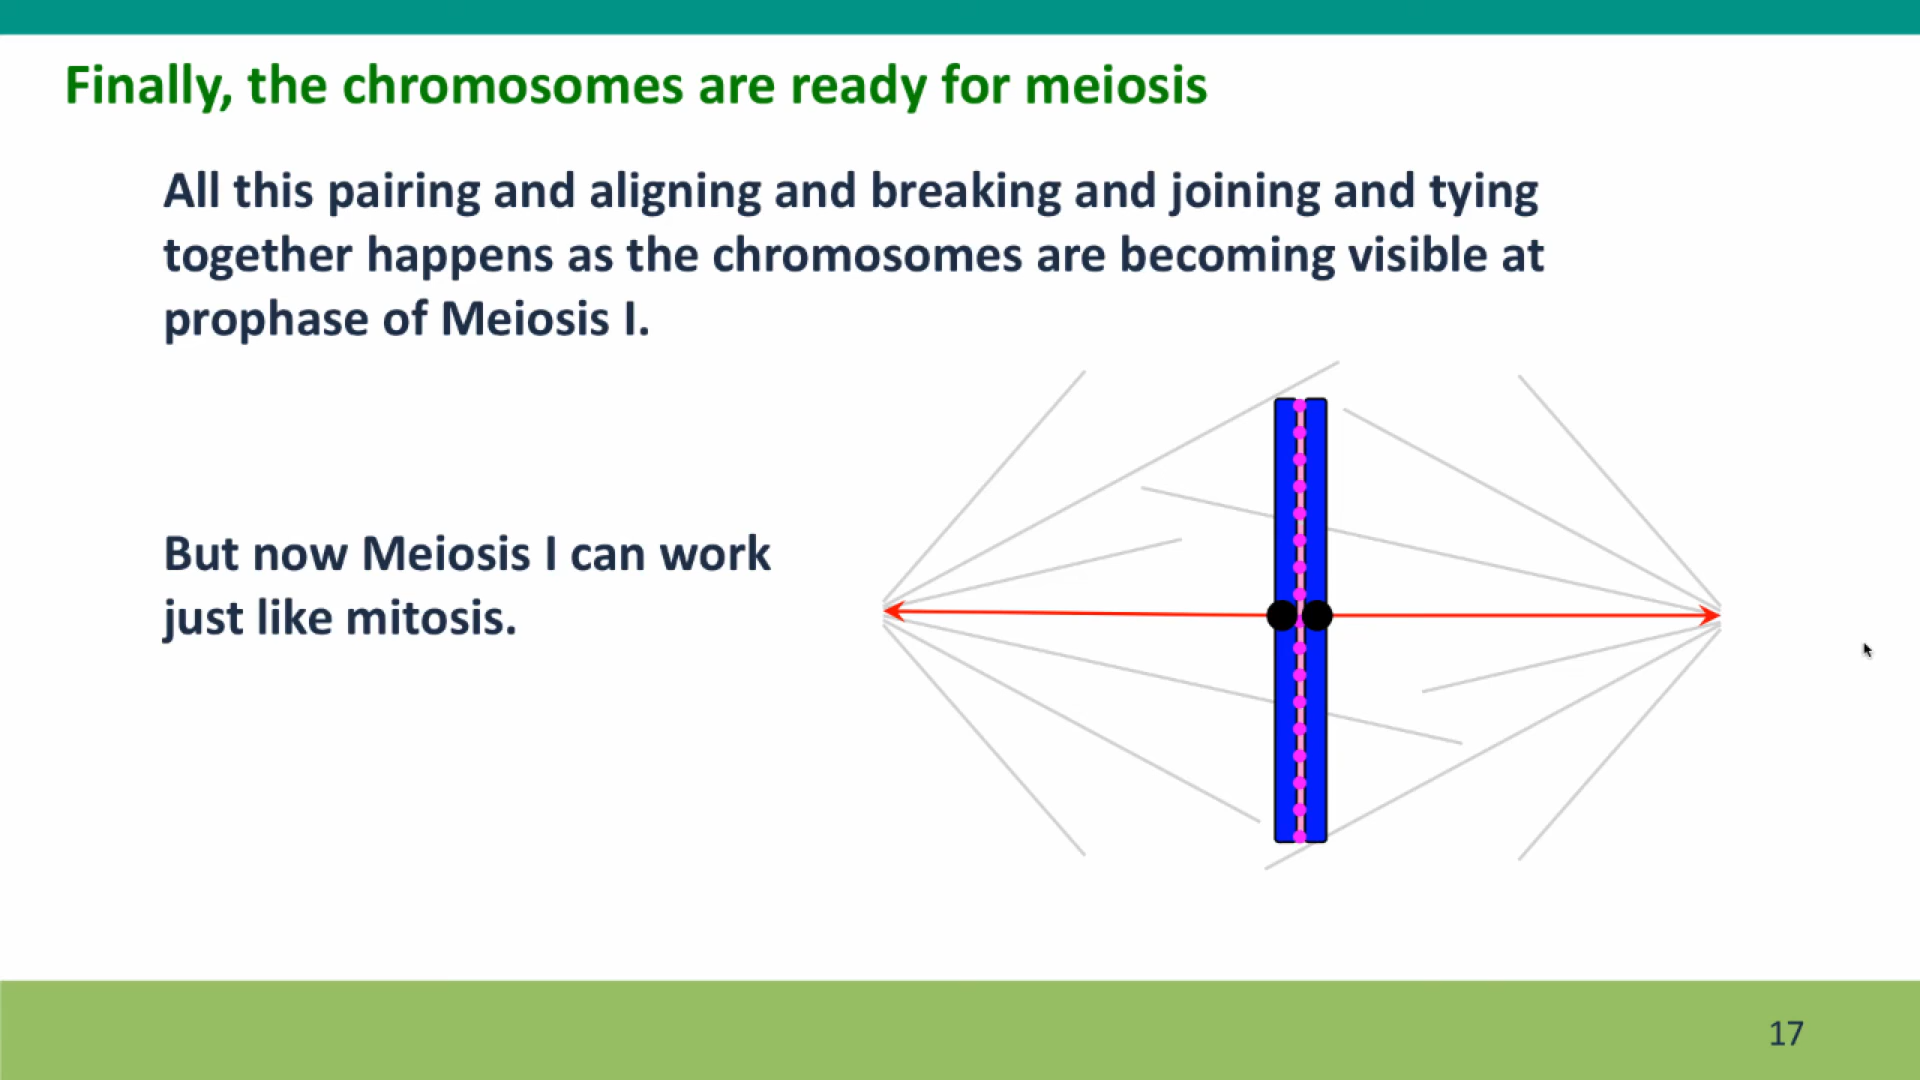 Finally, the chromosomes are ready for meiosis
All this pairing and aligning and breaking and joining and tying
together happens as the chromosomes are becoming visible at
prophase of Meiosis I.
But now Meiosis I can work
just like mitosis.
17